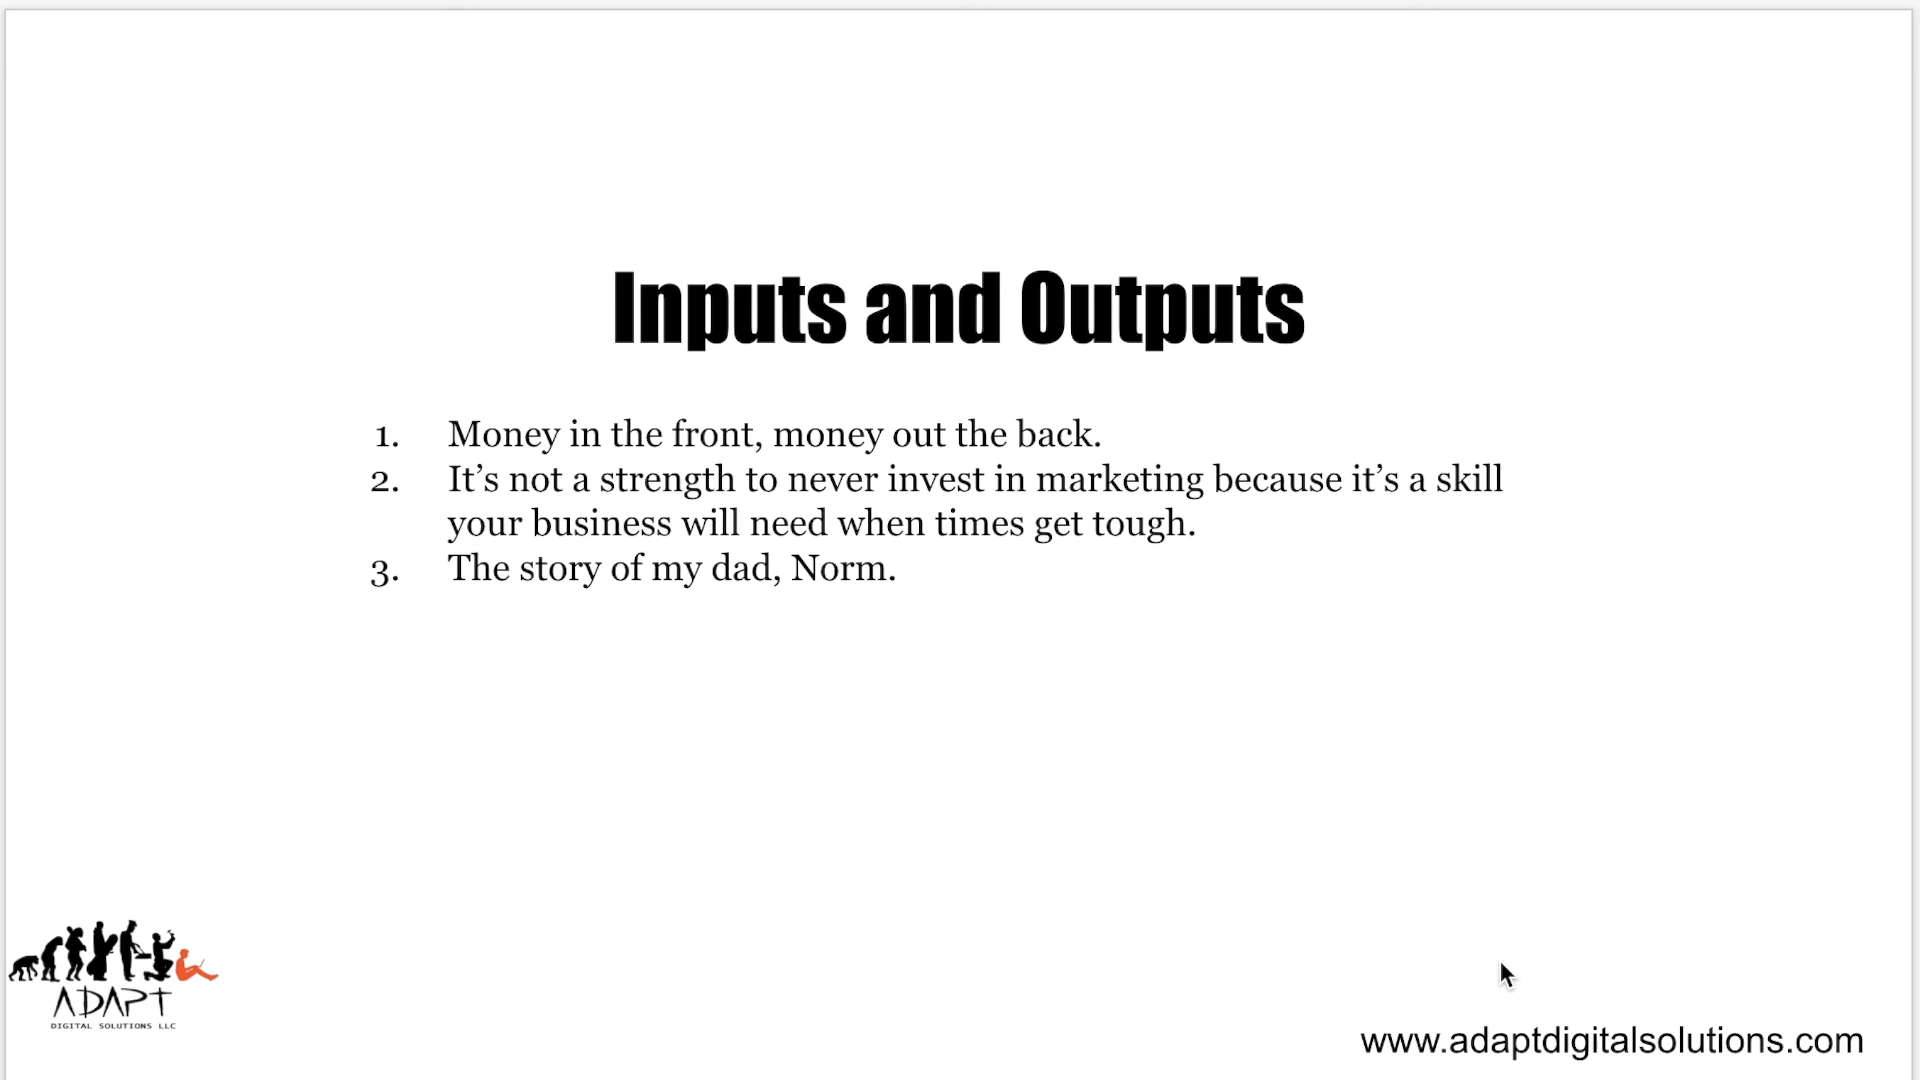 Inputs and Outputs
1. Money in the front, money out the back.
2. It’s not a strength to never invest in marketing because it’s a skill
your business will need when times get tough.
3. The story of my dad, Norm.
ADAPT
DIGITAL SOLUTIONS LLC
www.adaptdigitalsolutions.com